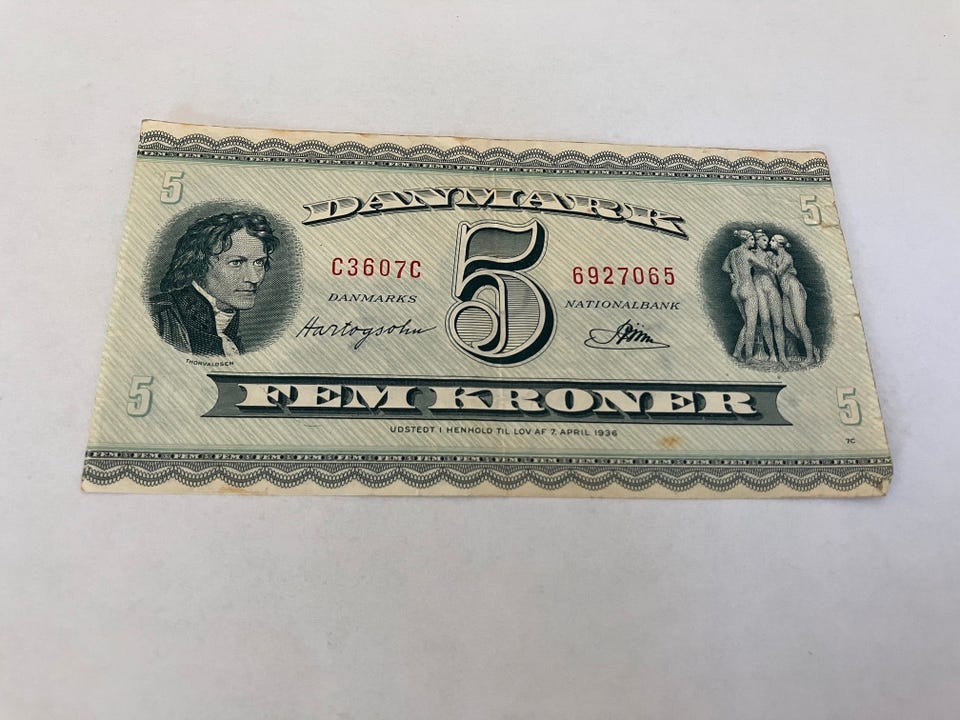 5 DANMARK 5
C3607C 5 6927065
DANMARKS NATIONALBANK
Hartogsohn
THORVALDSEN
5 FEM KRONER 5
UDSTEDT I HENHOLD TIL LOV AF 7. APRIL 1936
7C